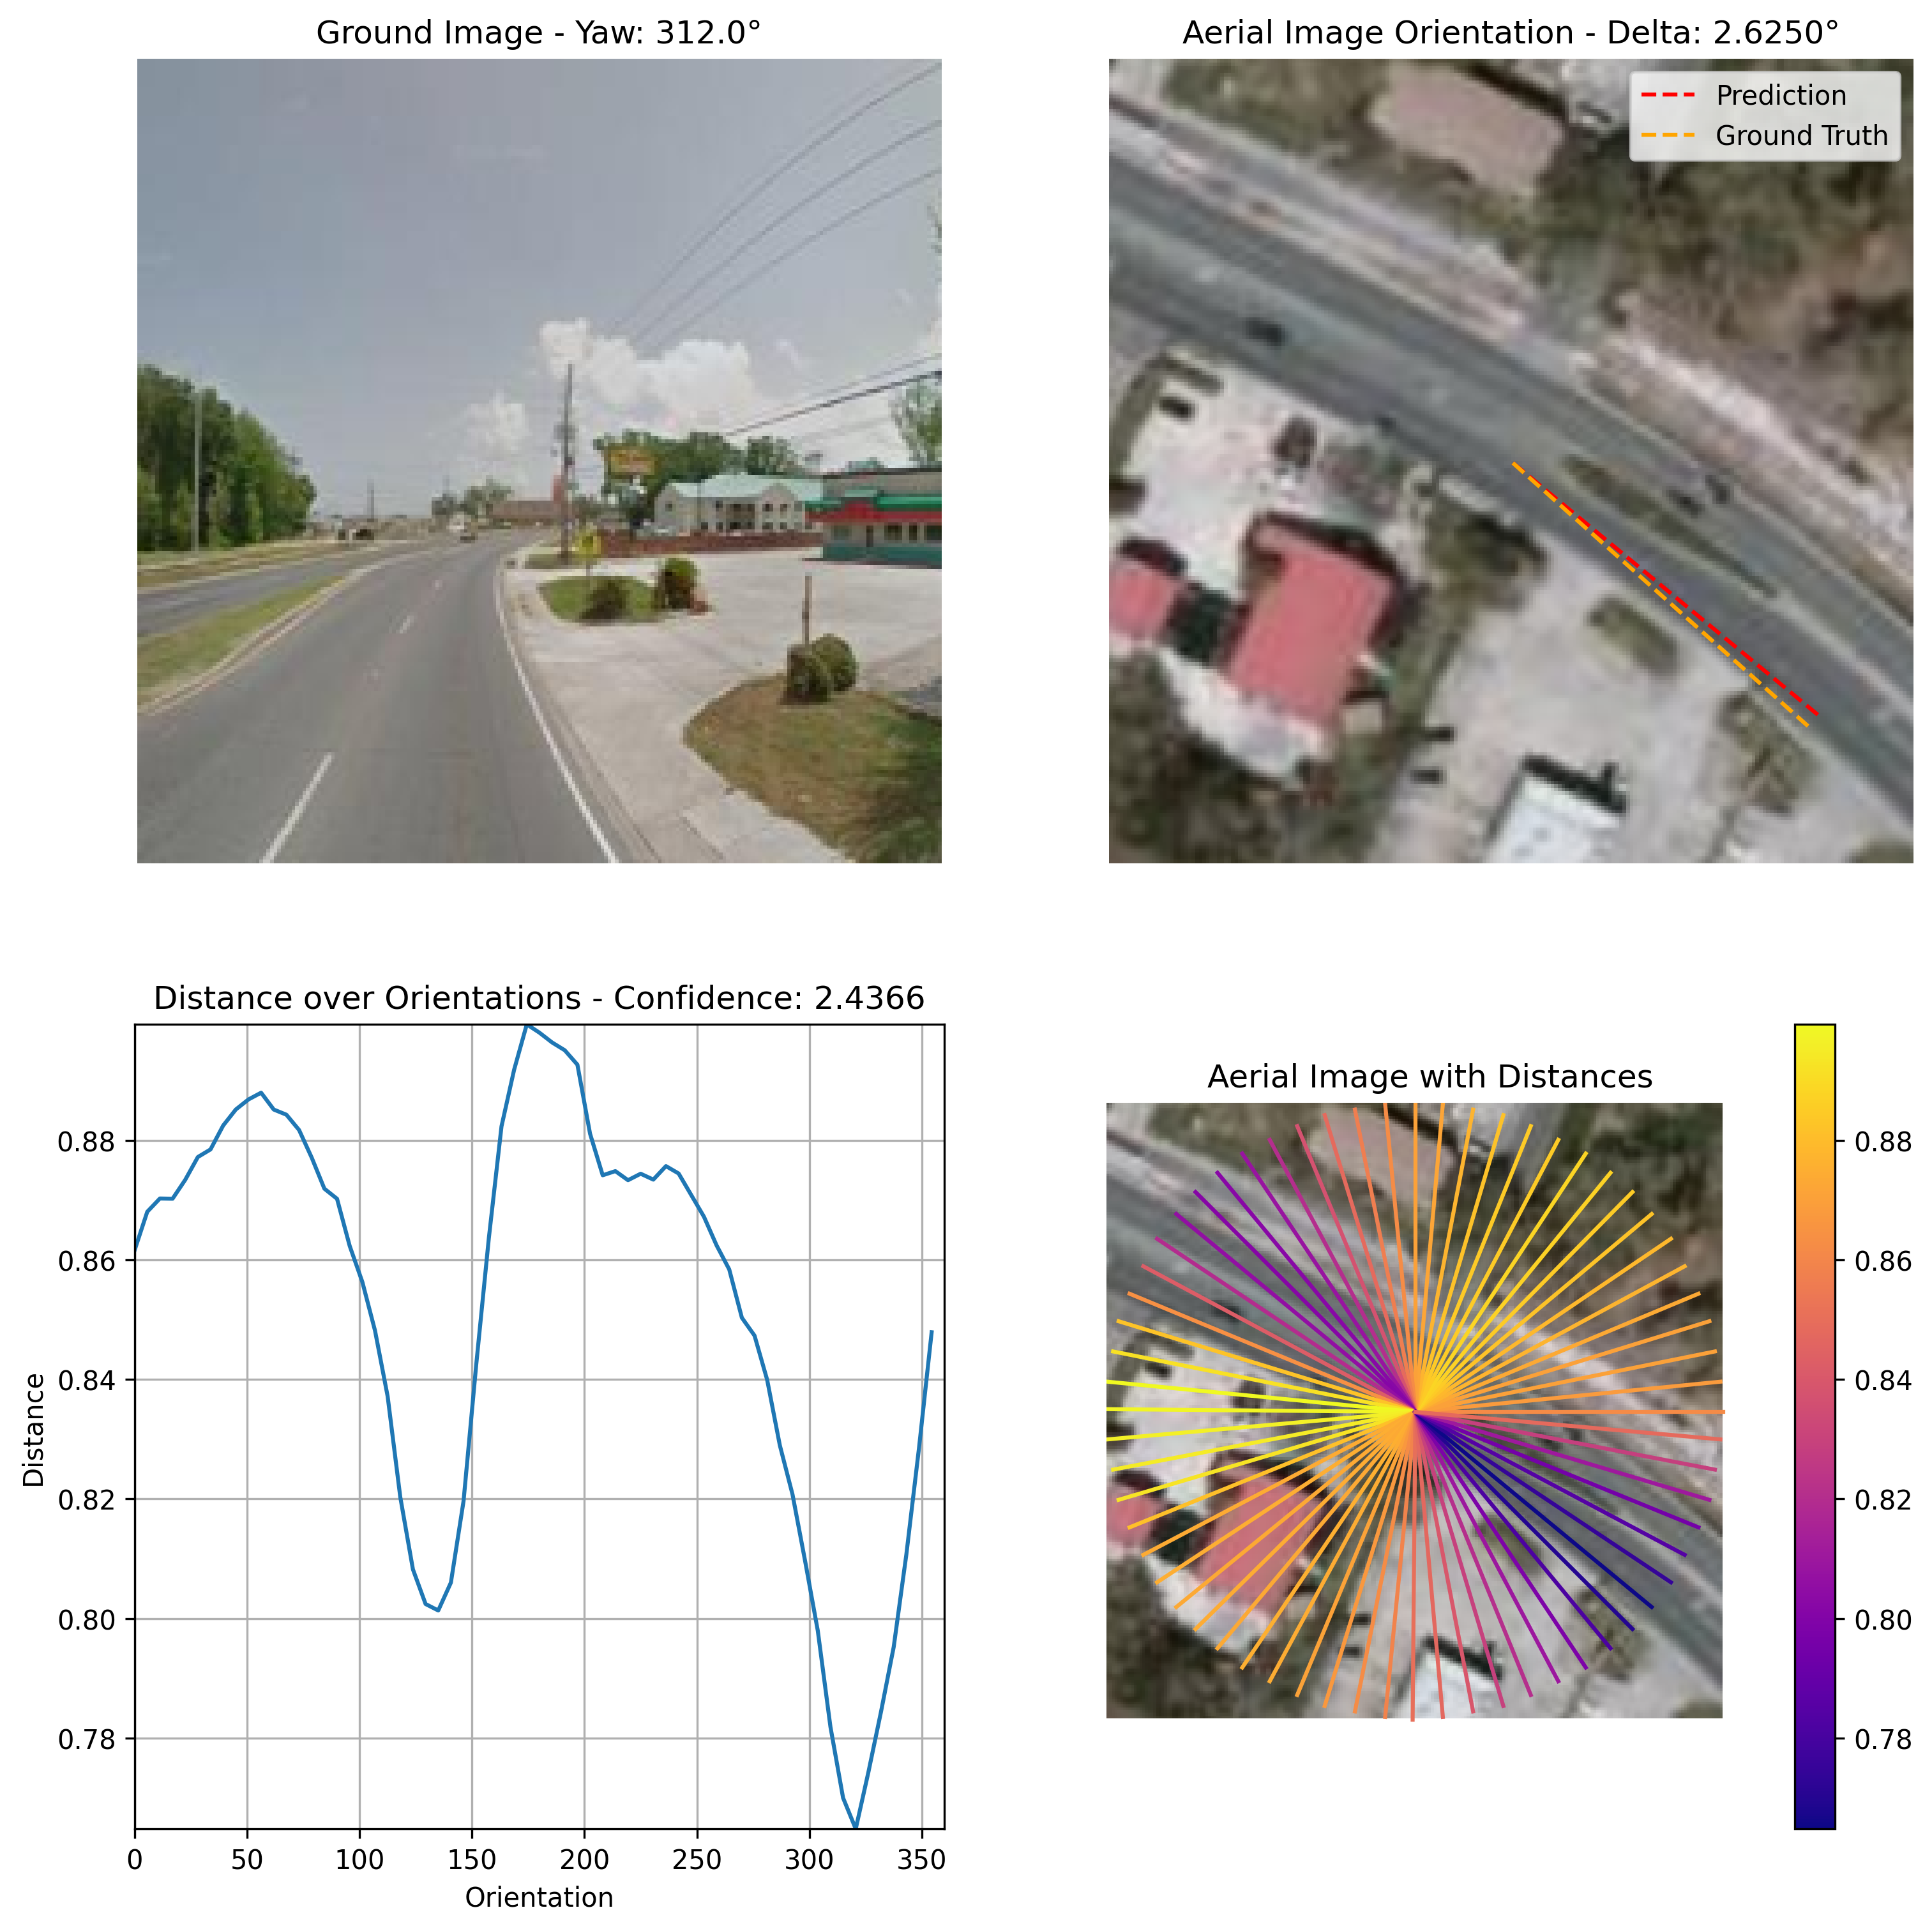 Ground Image - Yaw: 312.0°
Aerial Image Orientation - Delta: 2.6250°
Prediction
Ground Truth
Distance over Orientations - Confidence: 2.4366
0.88
0.86
0.84
0.82
0.80
0.78
Distance
0
50
100
150
200
250
300
350
Orientation
Aerial Image with Distances
0.88
0.86
0.84
0.82
0.80
0.78